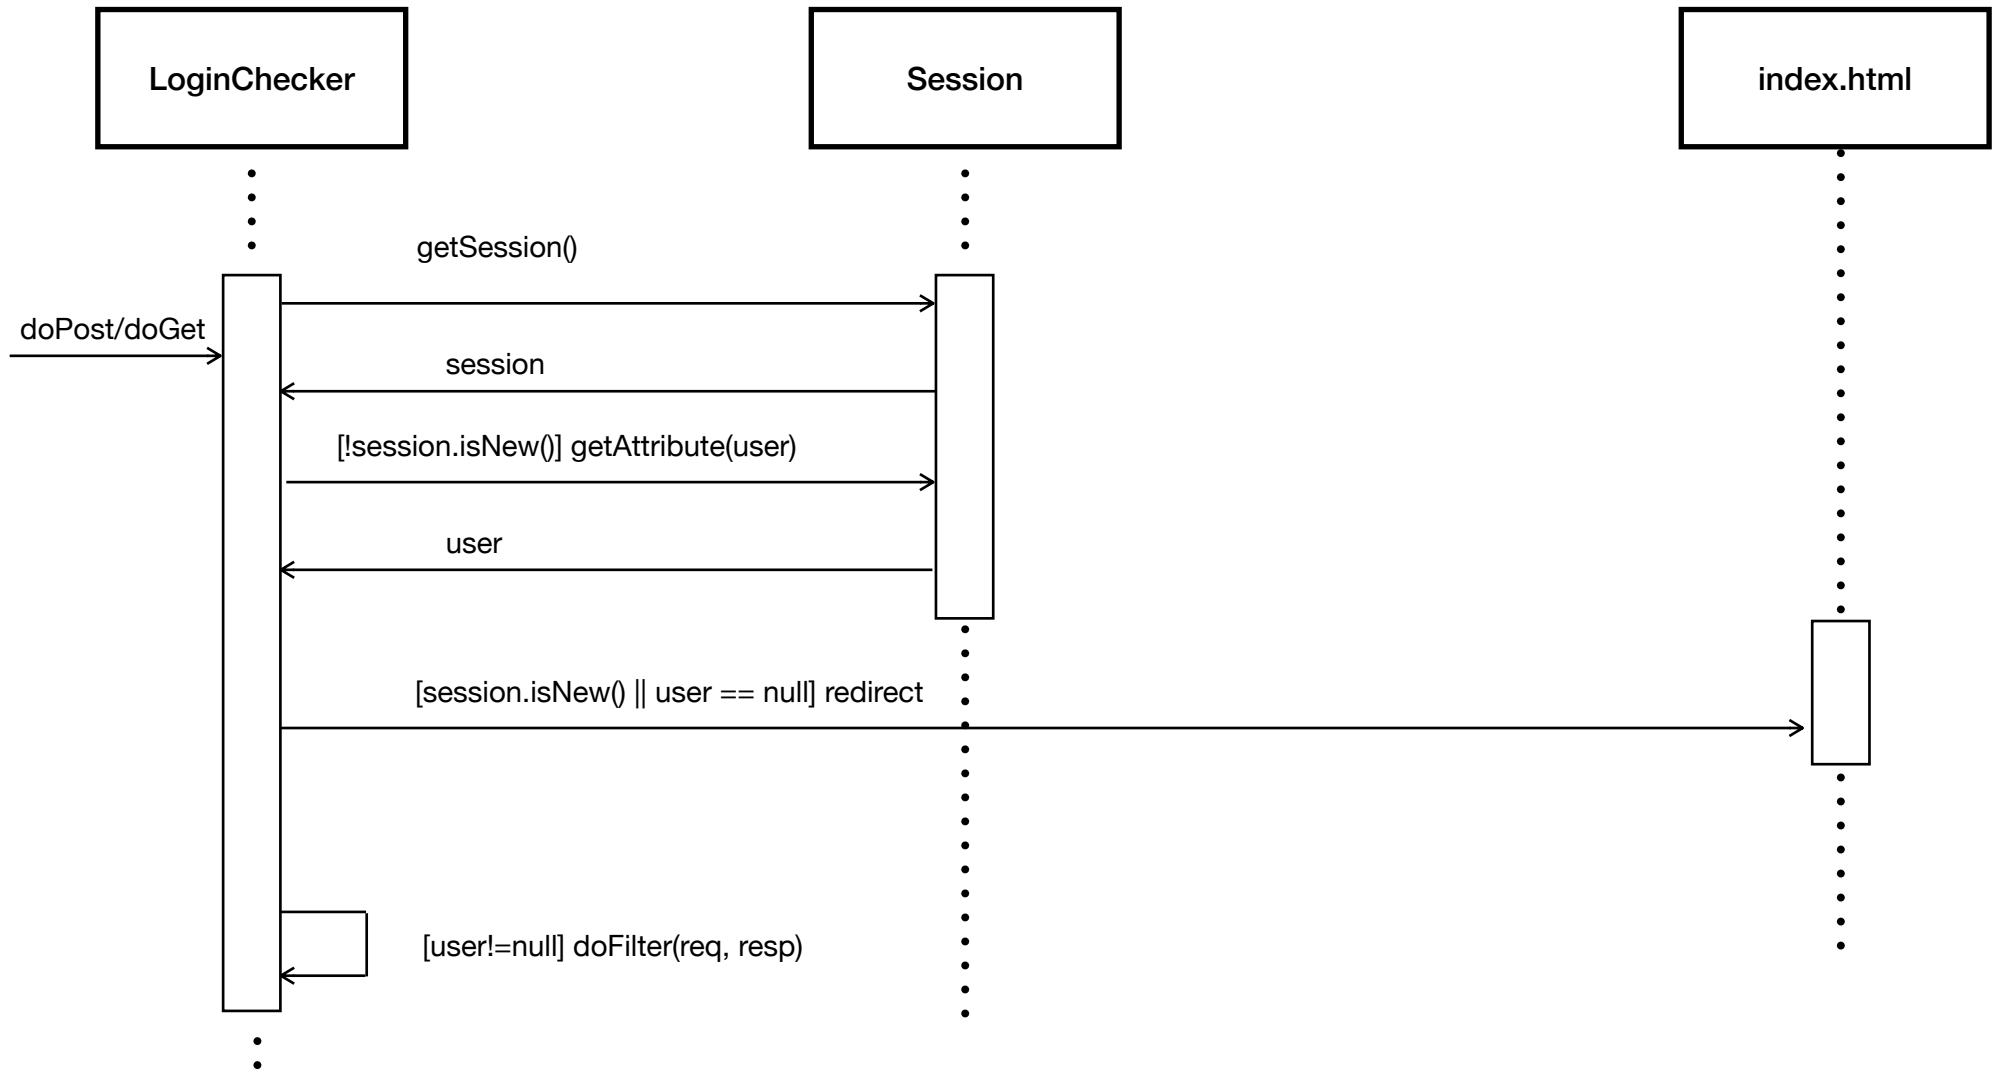 LoginChecker
Session
index.html
getSession()
doPost/doGet
session
[!session.isNew()] getAttribute(user)
user
[session.isNew() || user == null] redirect
[user!=null] doFilter(req, resp)